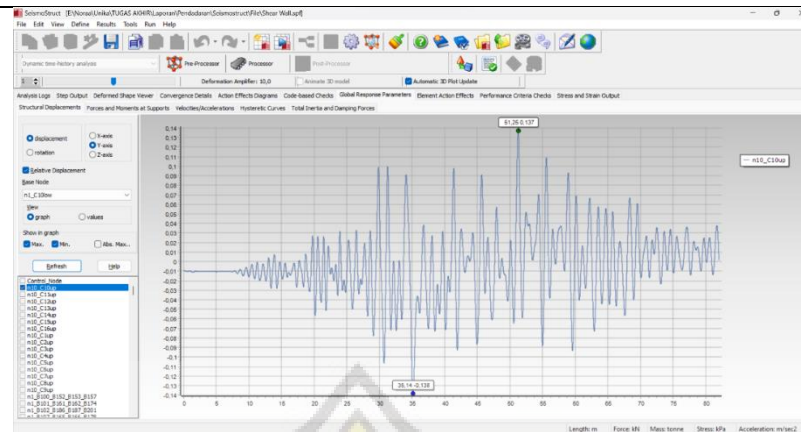 SeismoStruct [E:\Noraa\Unika\TUGAS AKHIR\Laporan\Pendadaran\Seismostruct\File\Shear Wall.spf]
File Edit View Define Results Tools Run Help
Dynamic time-history analysis
Pre-Processor Processor Post-Processor
1 Deformation Amplifier: 10,0 Animate 3D model Automatic 3D Plot Update
Analysis Logs Step Output Deformed Shape Viewer Convergence Details Action Effects Diagrams Code-based Checks Global Response Parameters Element Action Effects Performance Criteria Checks Stress and Strain Output
Structural Displacements Forces and Moments at Supports Velocities/Accelerations Hysteretic Curves Total Inertia and Damping Forces
displacement
rotation
X-axis
Y-axis
Z-axis
Relative Displacement
Base Node
n1_C10low
View
graph values
Show in graph
Max. Min. Abs. Max...
Refresh Help
Control_Node
n10_C10up
n10_C11up
n10_C12up
n10_C13up
n10_C14up
n10_C15up
n10_C16up
n10_C1up
n10_C2up
n10_C3up
n10_C4up
n10_C5up
n10_C6up
n10_C7up
n10_C8up
n10_C9up
n1_B100_B152_B153_B157
n1_B101_B161_B162_B174
n1_B102_B186_B187_B201
0,14
0,13
0,12
0,11
0,1
0,09
0,08
0,07
0,06
0,05
0,04
0,03
0,02
0,01
0
-0,01
-0,02
-0,03
-0,04
-0,05
-0,06
-0,07
-0,08
-0,09
-0,1
-0,11
-0,12
-0,13
-0,14
51,26 0,137
35,14 -0,138
0 5 10 15 20 25 30 35 40 45 50 55 60 65 70 75 80
n10_C10up
Length: m Force: kN Mass: tonne Stress: kPa Acceleration: m/sec2